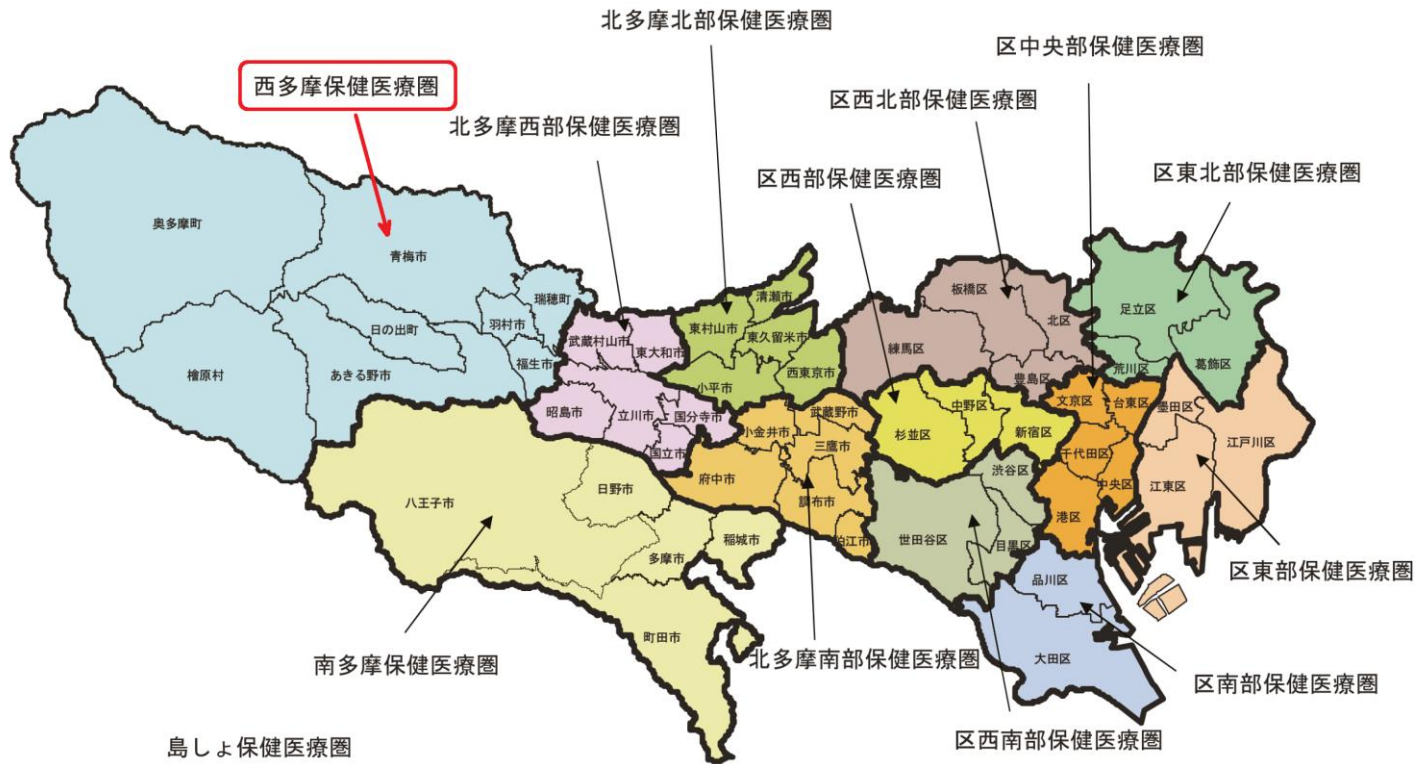 北多摩北部保健医療圏
区中央部保健医療圏
西多摩保健医療圏
区西北部保健医療圏
北多摩西部保健医療圏
区西部保健医療圏
区東北部保健医療圏
奥多摩町
青梅市
瑞穂町
羽村市
日の出町
福生市
檜原村
あきる野市
武蔵村山市
東大和市
昭島市
立川市
国分寺市
国立市
清瀬市
東村山市
東久留米市
小平市
西東京市
板橋区
北区
練馬区
豊島区
足立区
荒川区
葛飾区
杉並区
中野区
新宿区
文京区
台東区
千代田区
中央区
港区
墨田区
江東区
江戸川区
小金井市
武蔵野市
三鷹市
府中市
調布市
狛江市
渋谷区
世田谷区
目黒区
八王子市
日野市
多摩市
稲城市
町田市
品川区
大田区
区東部保健医療圏
南多摩保健医療圏
北多摩南部保健医療圏
区南部保健医療圏
区西南部保健医療圏
島しょ保健医療圏